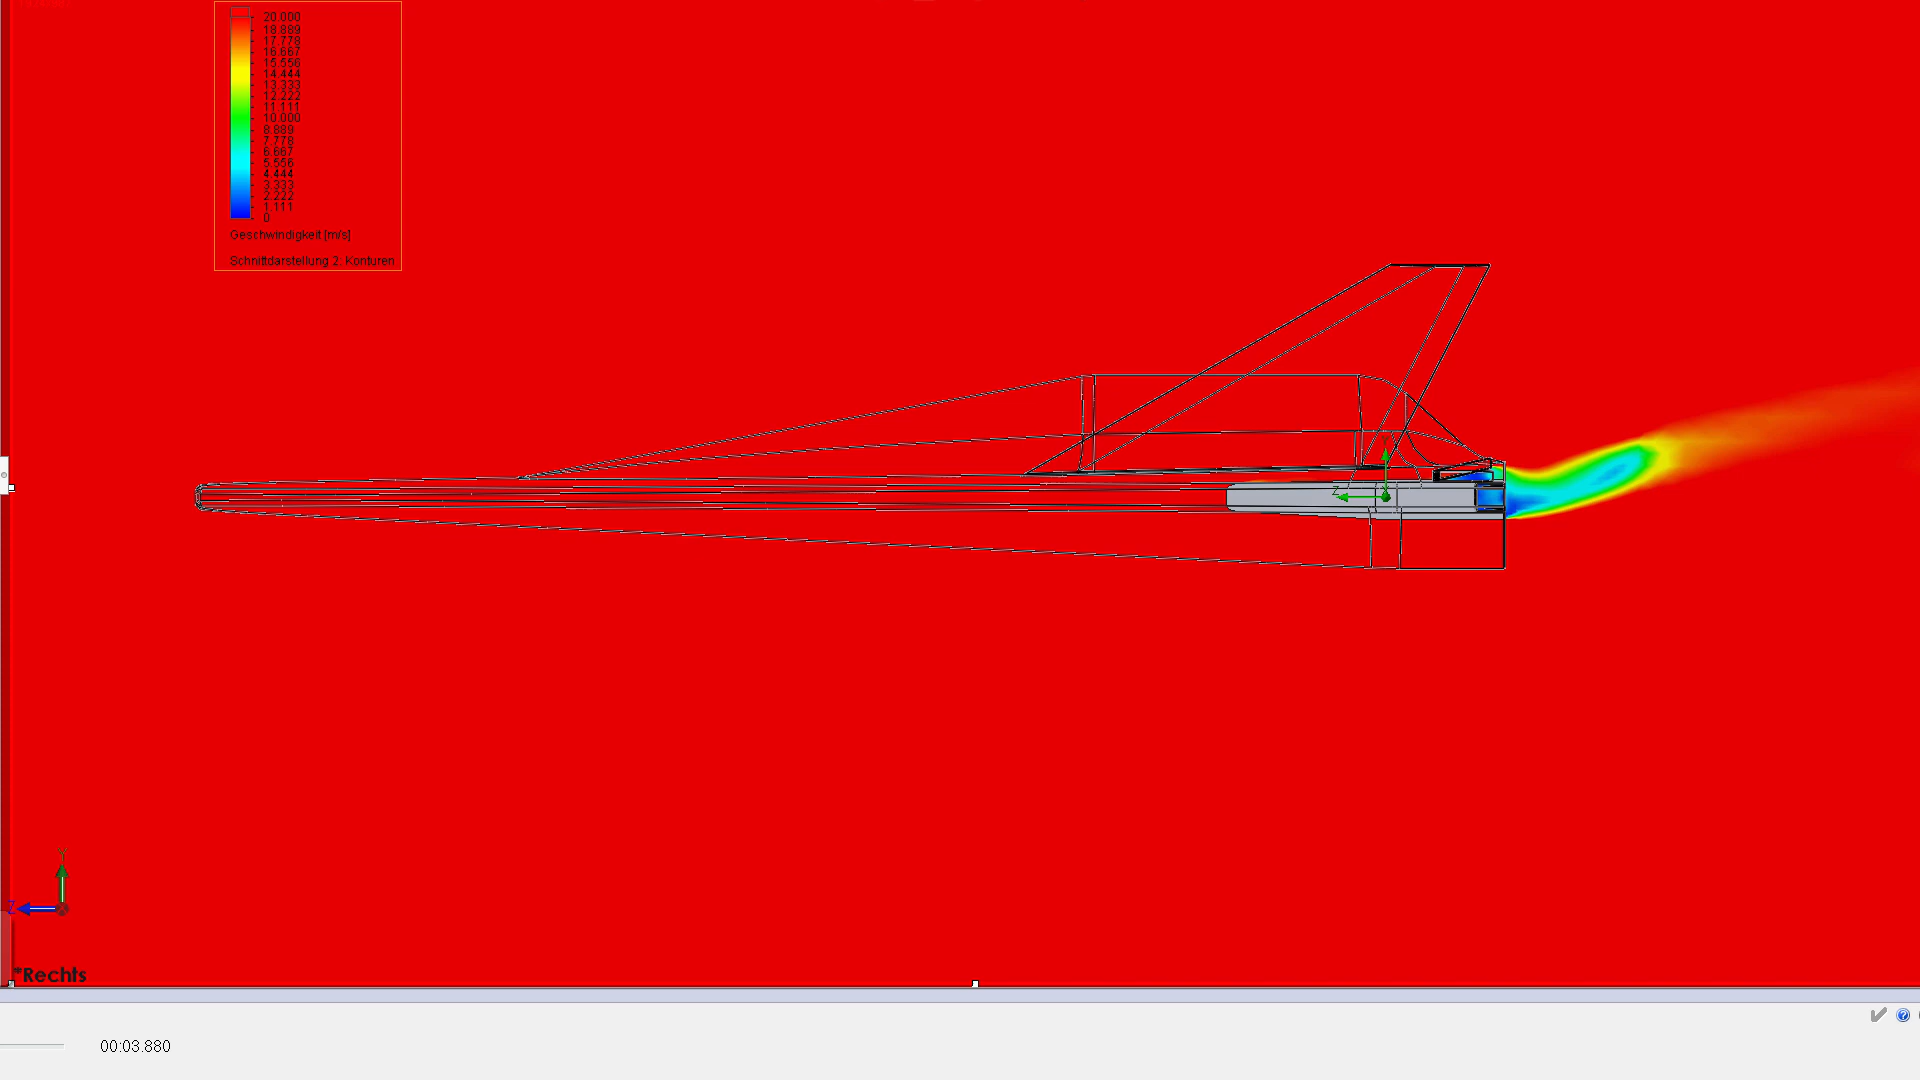 20.000
18.889
17.778
16.667
15.556
14.444
13.333
12.222
11.111
10.000
8.889
7.778
6.667
5.556
4.444
3.333
2.222
1.111
0
Geschwindigkeit [m/s]
Schnittdarstellung 2: Konturen
Y
Z
Y
Z
*Rechts
00:03.880